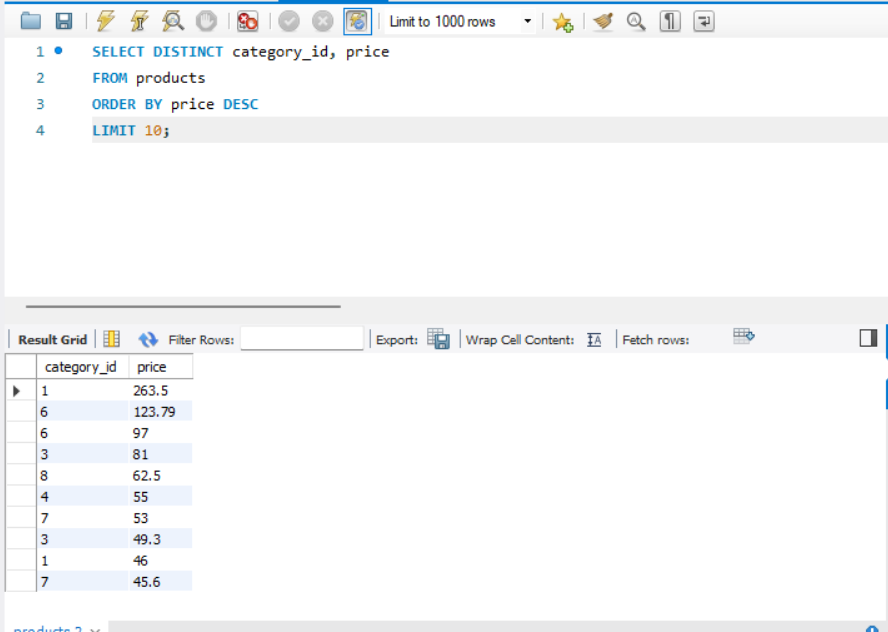 Limit to 1000 rows
1 SELECT DISTINCT category_id, price
2 FROM products
3 ORDER BY price DESC
4 LIMIT 10;
Result Grid Filter Rows: Export: Wrap Cell Content: Fetch rows:
category_id price
1 263.5
6 123.79
6 97
3 81
8 62.5
4 55
7 53
3 49.3
1 46
7 45.6
products 2